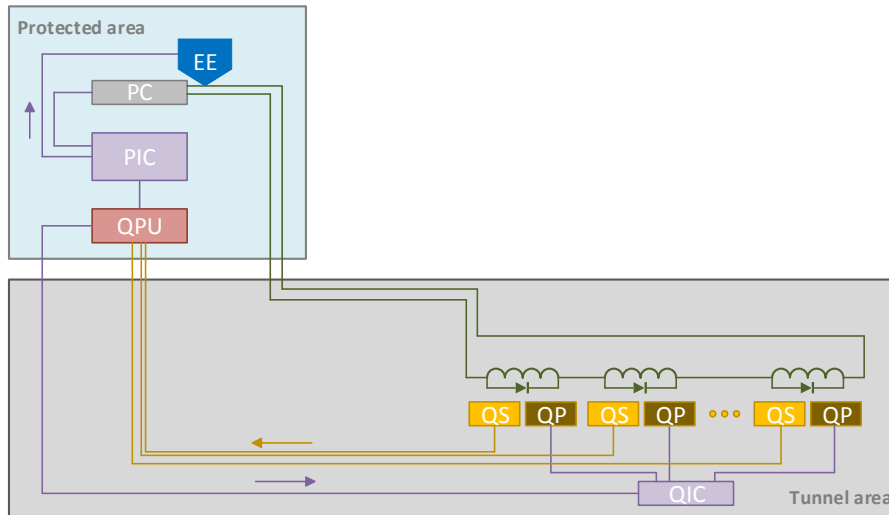 Protected area
EE
PC
PIC
QPU
QS QP QS QP QS QP
QIC
Tunnel area